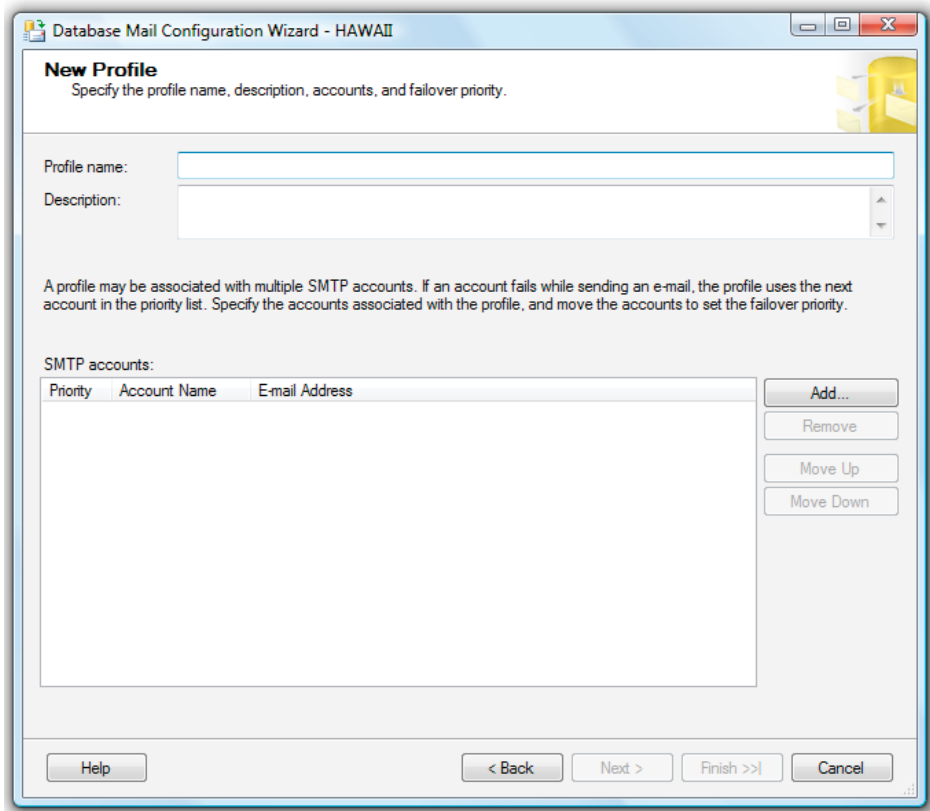 Database Mail Configuration Wizard - HAWAII
New Profile
Specify the profile name, description, accounts, and failover priority.
Profile name:
Description:
A profile may be associated with multiple SMTP accounts. If an account fails while sending an e-mail, the profile uses the next
account in the priority list. Specify the accounts associated with the profile, and move the accounts to set the failover priority.
SMTP accounts:
Priority Account Name E-mail Address
Add...
Remove
Move Up
Move Down
Help < Back Next > Finish >>| Cancel